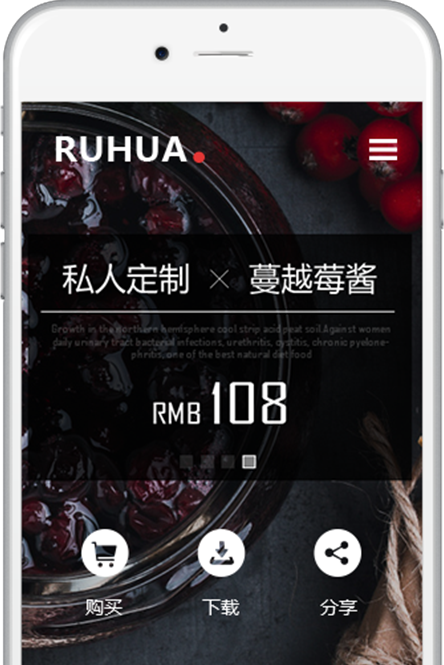 RUHUA.
私人定制 × 蔓越莓酱
Growth in the northern hemisphere cool strip acid peat soil.Against women
daily urinary tract bacterial infections, urethritis, cystitis, chronic pyelone-
phritis, one of the best natural diet food
RMB 108
购买 下载 分享